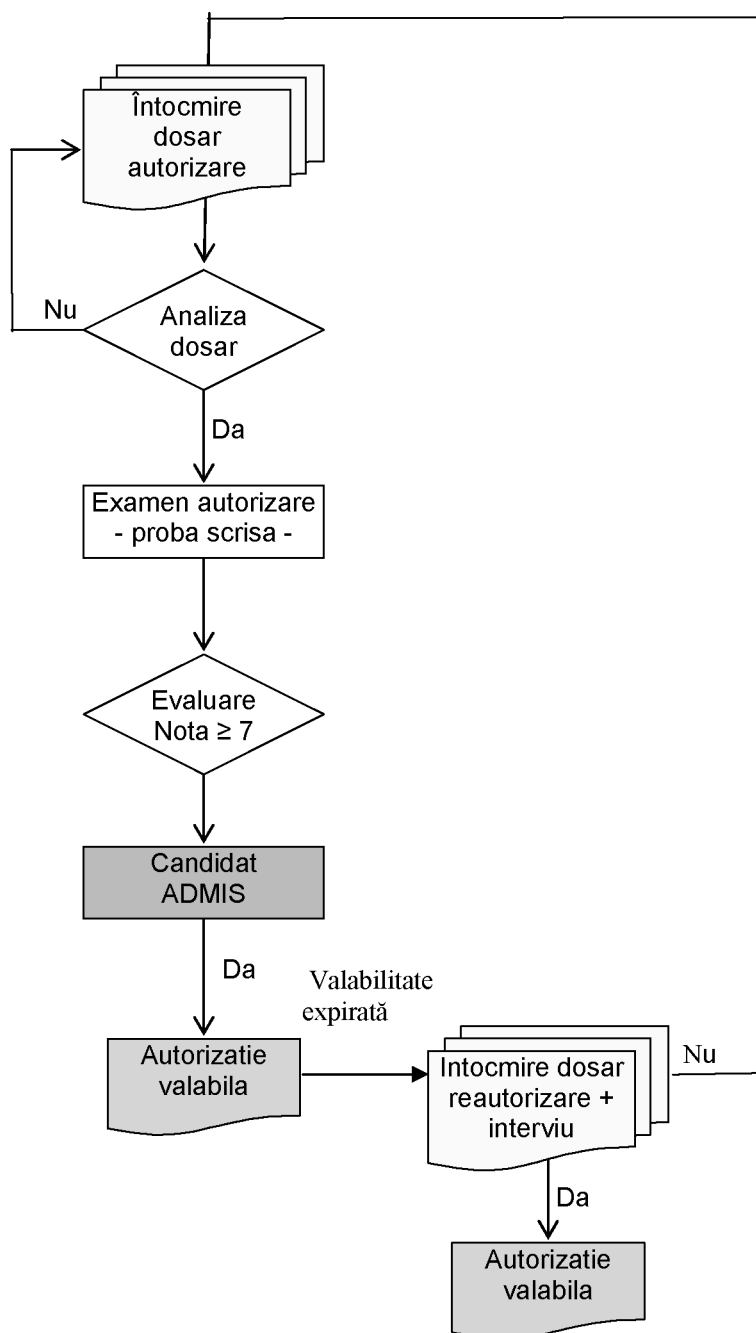 Întocmire
dosar
autorizare
Nu
Analiza
dosar
Da
Examen autorizare
- proba scrisa -
Evaluare
Nota ≥ 7
Candidat
ADMIS
Da
Valabilitate
expirată
Autorizatie
valabila
Intocmire dosar
reautorizare +
interviu
Nu
Da
Autorizatie
valabila